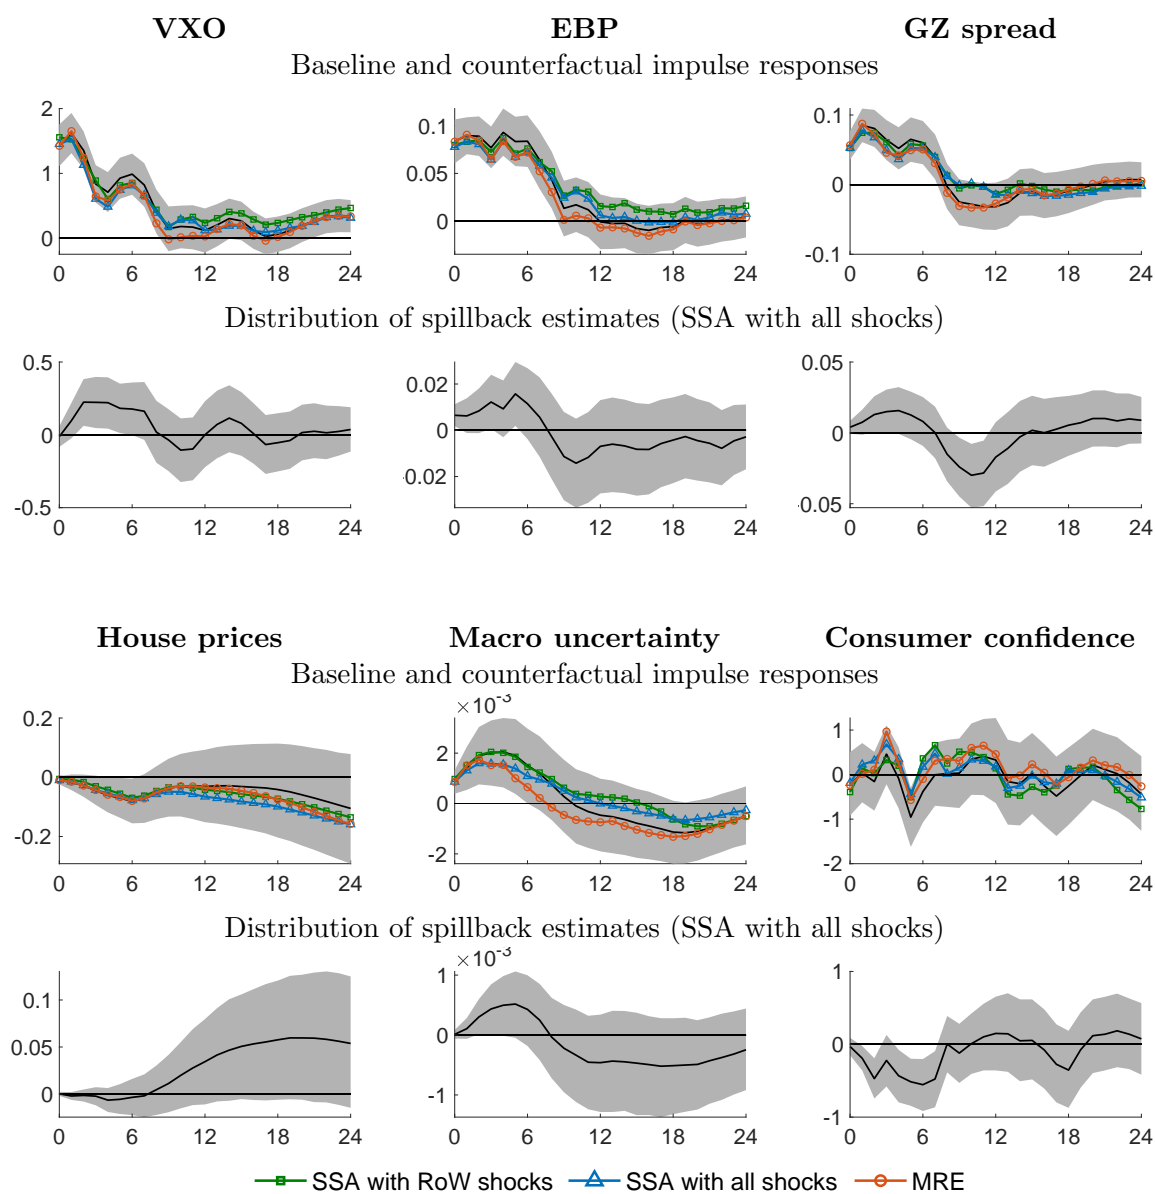 VXO EBP GZ spread
Baseline and counterfactual impulse responses
2 1 0
0 6 12 18 24
0.1 0.05 0
0 6 12 18 24
0.1 0 -0.1
0 6 12 18 24
Distribution of spillback estimates (SSA with all shocks)
0.5 0 -0.5
0 6 12 18 24
0.02 0 0.02
0 6 12 18 24
0.05 0 0.05
0 6 12 18 24
House prices Macro uncertainty Consumer confidence
Baseline and counterfactual impulse responses
0.2 0 -0.2
0 6 12 18 24
×10⁻³
2 0 -2
0 6 12 18 24
1 0 -1 -2
0 6 12 18 24
Distribution of spillback estimates (SSA with all shocks)
0.1 0.05 0
0 6 12 18 24
×10⁻³
1 0 -1
0 6 12 18 24
1 0 -1
0 6 12 18 24
SSA with RoW shocks SSA with all shocks MRE